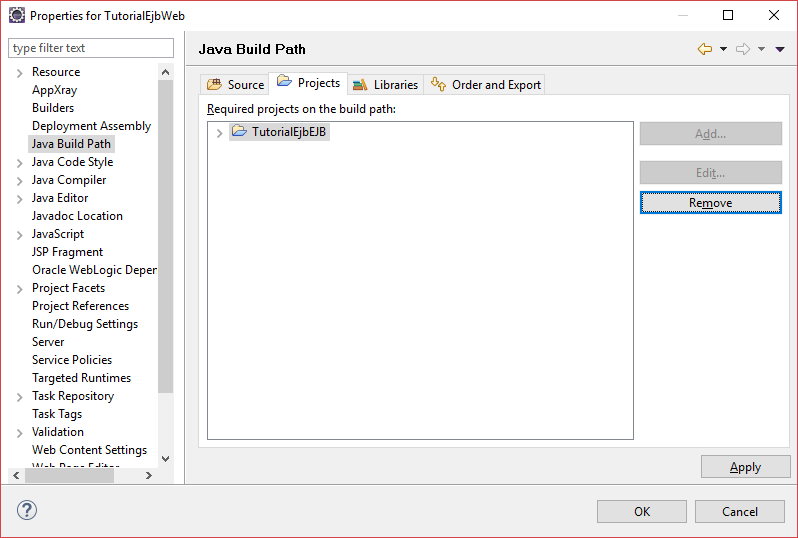 Properties for TutorialEjbWeb
type filter text
Resource
AppXray
Builders
Deployment Assembly
Java Build Path
Java Code Style
Java Compiler
Java Editor
Javadoc Location
JavaScript
JSP Fragment
Oracle WebLogic Deper
Project Facets
Project References
Run/Debug Settings
Server
Service Policies
Targeted Runtimes
Task Repository
Task Tags
Validation
Web Content Settings
Web Page Editor
Java Build Path
Source Projects Libraries Order and Export
Required projects on the build path:
TutorialEjbEJB
Add...
Edit...
Remove
Apply
OK Cancel